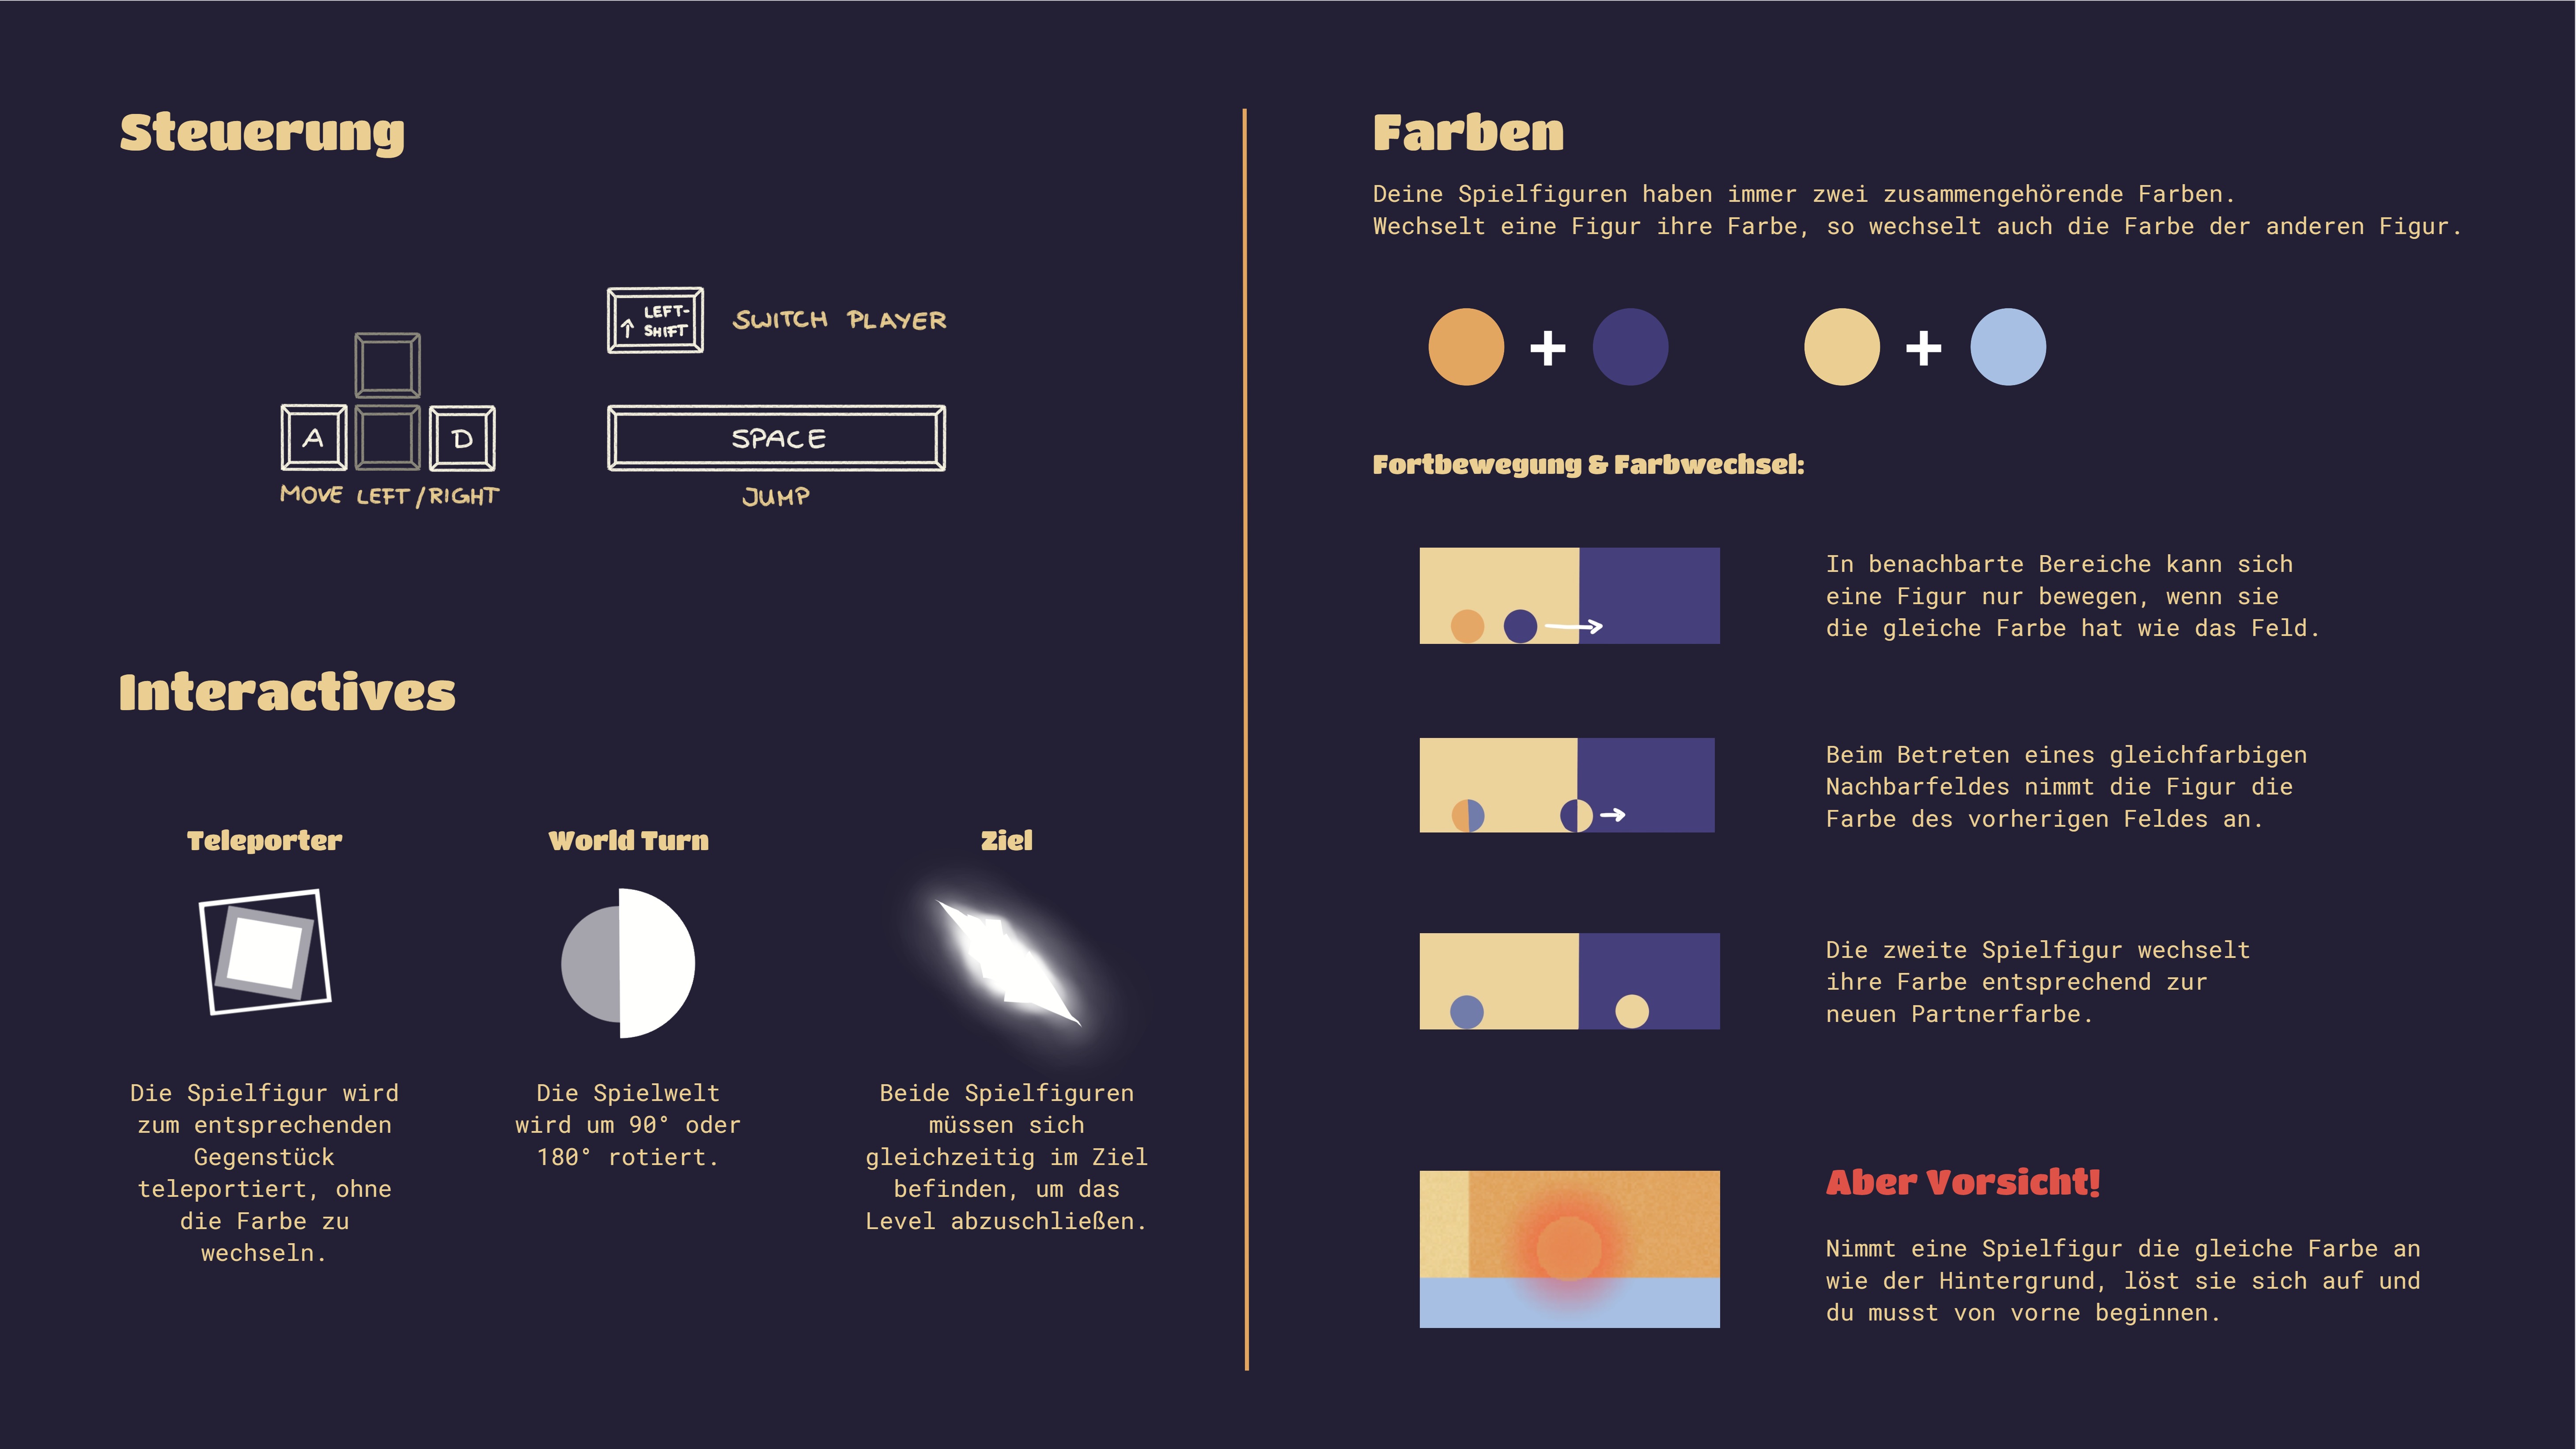 Steuerung
LEFT-
SHIFT
SWITCH PLAYER
A
D
SPACE
MOVE LEFT/RIGHT
JUMP
Interactives
Teleporter
Die Spielfigur wird
zum entsprechenden
Gegenstück
teleportiert, ohne
die Farbe zu
wechseln.
World Turn
Die Spielwelt
wird um 90° oder
180° rotiert.
Ziel
Beide Spielfiguren
müssen sich
gleichzeitig im Ziel
befinden, um das
Level abzuschließen.
Farben
Deine Spielfiguren haben immer zwei zusammengehörende Farben.
Wechselt eine Figur ihre Farbe, so wechselt auch die Farbe der anderen Figur.
Fortbewegung & Farbwechsel:
In benachbarte Bereiche kann sich
eine Figur nur bewegen, wenn sie
die gleiche Farbe hat wie das Feld.
Beim Betreten eines gleichfarbigen
Nachbarfeldes nimmt die Figur die
Farbe des vorherigen Feldes an.
Die zweite Spielfigur wechselt
ihre Farbe entsprechend zur
neuen Partnerfarbe.
Aber Vorsicht!
Nimmt eine Spielfigur die gleiche Farbe an
wie der Hintergrund, löst sie sich auf und
du musst von vorne beginnen.